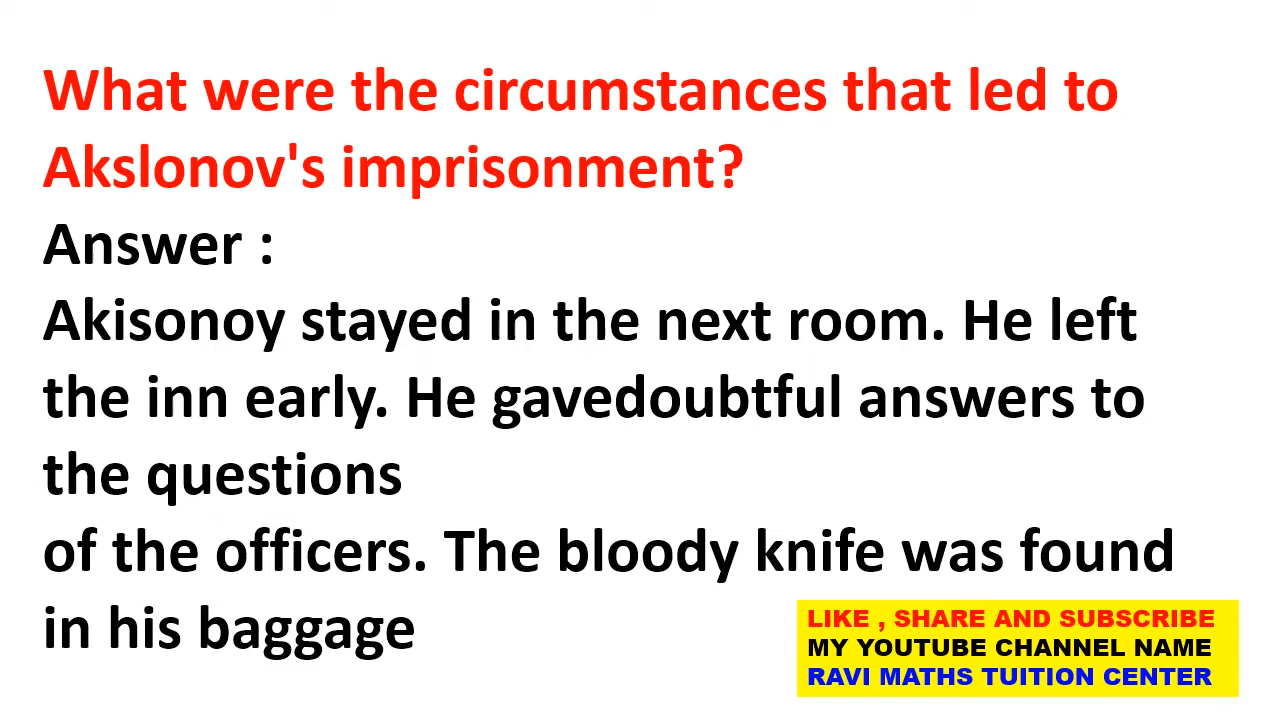 What were the circumstances that led to
Akslonov's imprisonment?
Answer :
Akisonoy stayed in the next room. He left
the inn early. He gavedoubtful answers to
the questions
of the officers. The bloody knife was found
in his baggage
LIKE , SHARE AND SUBSCRIBE
MY YOUTUBE CHANNEL NAME
RAVI MATHS TUITION CENTER